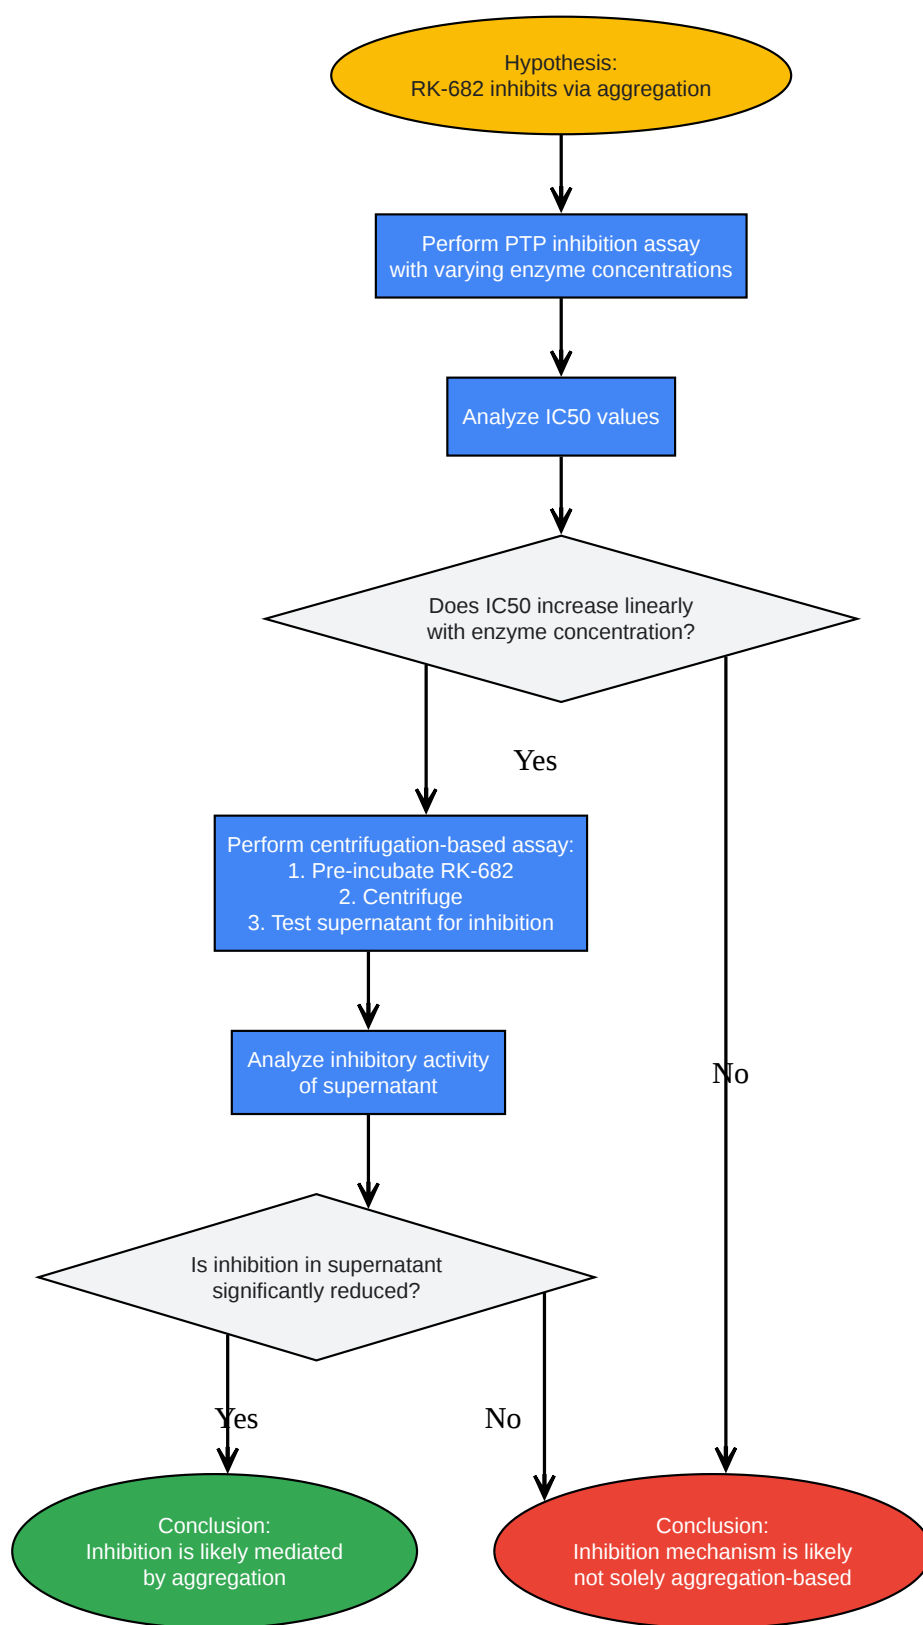 Hypothesis:
RK-682 inhibits via aggregation
Perform PTP inhibition assay
with varying enzyme concentrations
Analyze IC50 values
Does IC50 increase linearly
with enzyme concentration?
Yes
Perform centrifugation-based assay:
1. Pre-incubate RK-682
2. Centrifuge
3. Test supernatant for inhibition
Analyze inhibitory activity
of supernatant
No
Is inhibition in supernatant
significantly reduced?
Yes
No
Conclusion:
Inhibition is likely mediated
by aggregation
Conclusion:
Inhibition mechanism is likely
not solely aggregation-based